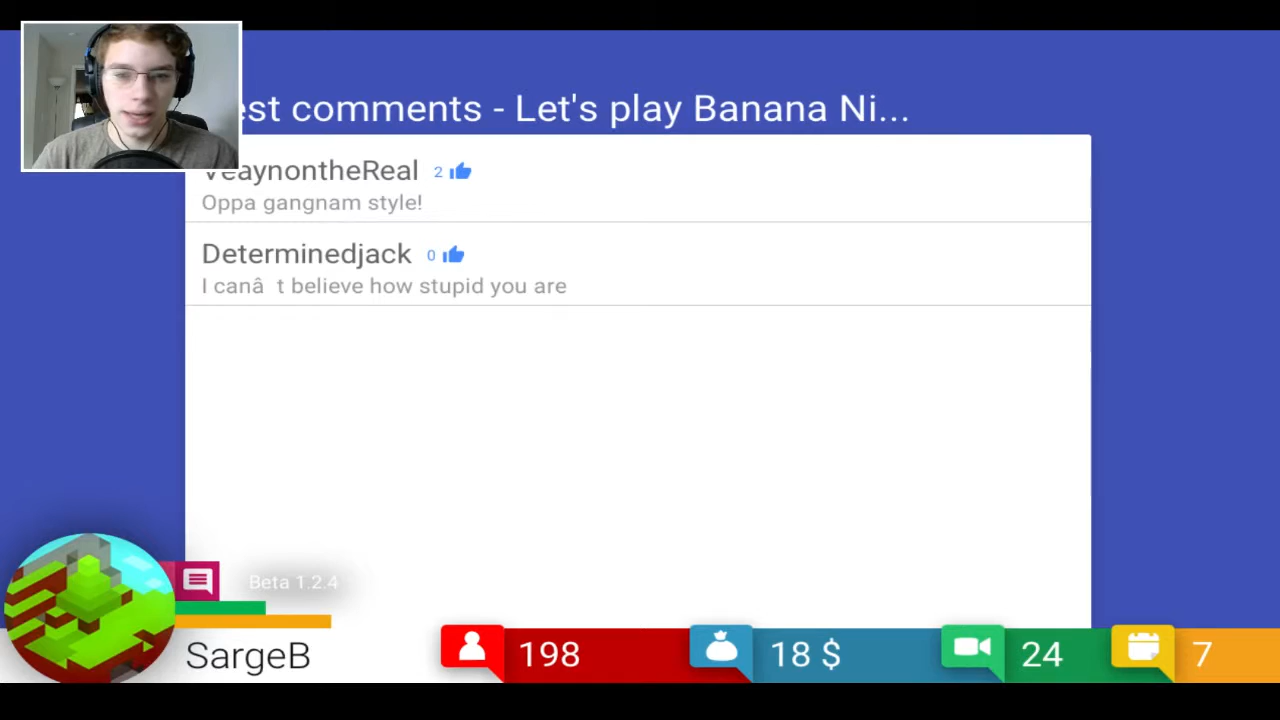 est comments - Let's play Banana Ni...
VeaynontheReal 2
Oppa gangnam style!
Determinedjack 0
I canâ t believe how stupid you are
Beta 1.2.4
SargeB
198
18 $
24
7